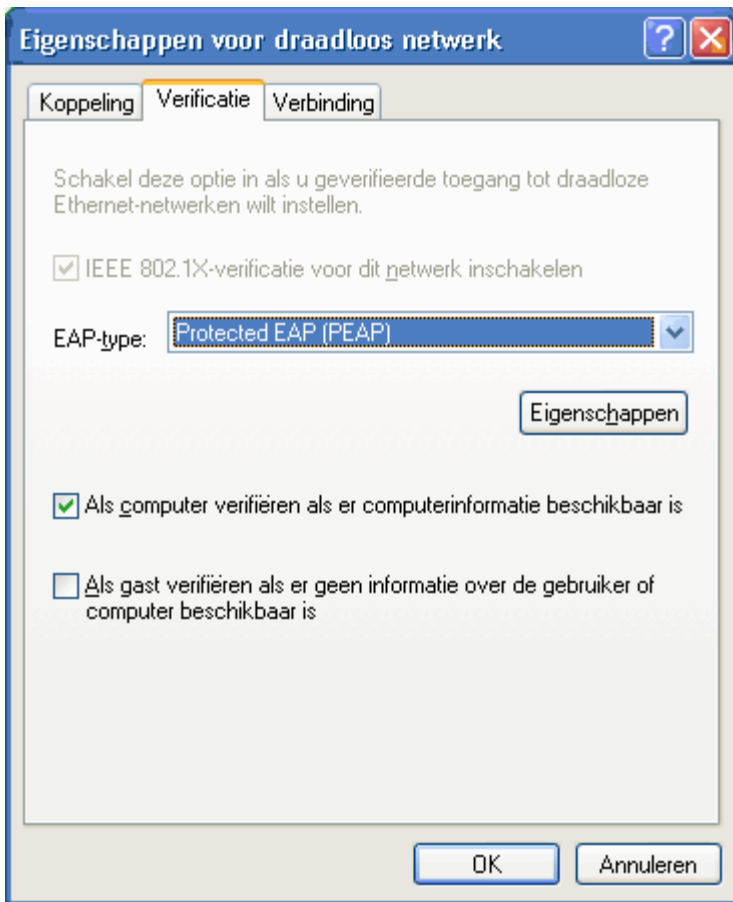 Eigenschappen voor draadloos netwerk
Koppeling Verificatie Verbinding
Schakel deze optie in als u geverifieerde toegang tot draadloze
Ethernet-netwerken wilt instellen.
IEEE 802.1X-verificatie voor dit netwerk inschakelen
EAP-type: Protected EAP (PEAP)
Eigenschappen
Als computer verifiëren als er computerinformatie beschikbaar is
Als gast verifiëren als er geen informatie over de gebruiker of
computer beschikbaar is
OK Annuleren